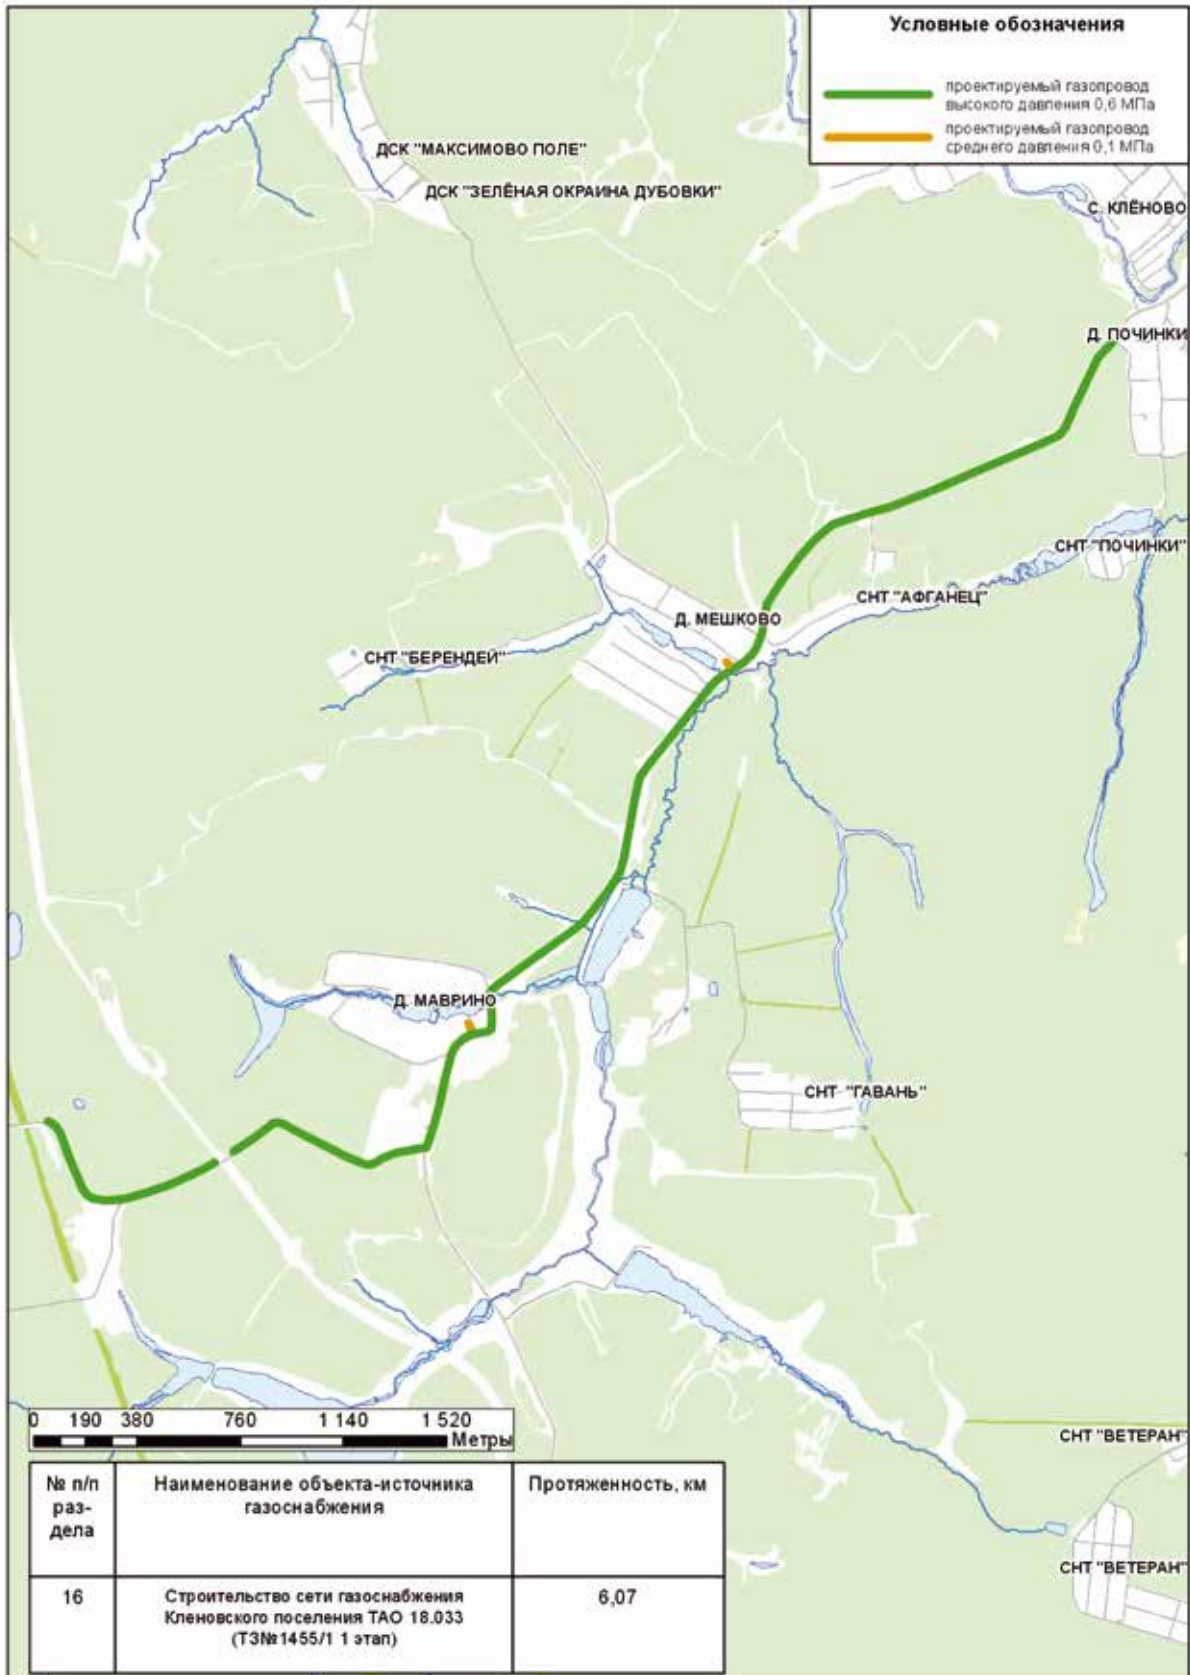 Условные обозначения
проектируемый газопровод
высокого давления 0,6 МПа
проектируемый газопровод
среднего давления 0,1 МПа
ДСК "МАКСИМОВО ПОЛЕ"
ДСК "ЗЕЛЁНАЯ ОКРАИНА ДУБОВКИ"
С. КЛЁНОВО
Д. ПОЧИНКИ
СНТ "ПОЧИНКИ"
СНТ "АФГАНЕЦ"
Д. МЕШКОВО
СНТ "БЕРЕНДЕЙ"
Д. МАВРИНО
СНТ "ГАВАНЬ"
0 190 380 760 1 140 1 520
Метры
СНТ "ВЕТЕРАН"
СНТ "ВЕТЕРАН"
№ п/п
раз-
дела
Наименование объекта-источника
газоснабжения
Протяженность, км
16
Строительство сети газоснабжения
Кленовского поселения ТАО 18.033
(ТЗ№1455/1 1 этап)
6,07